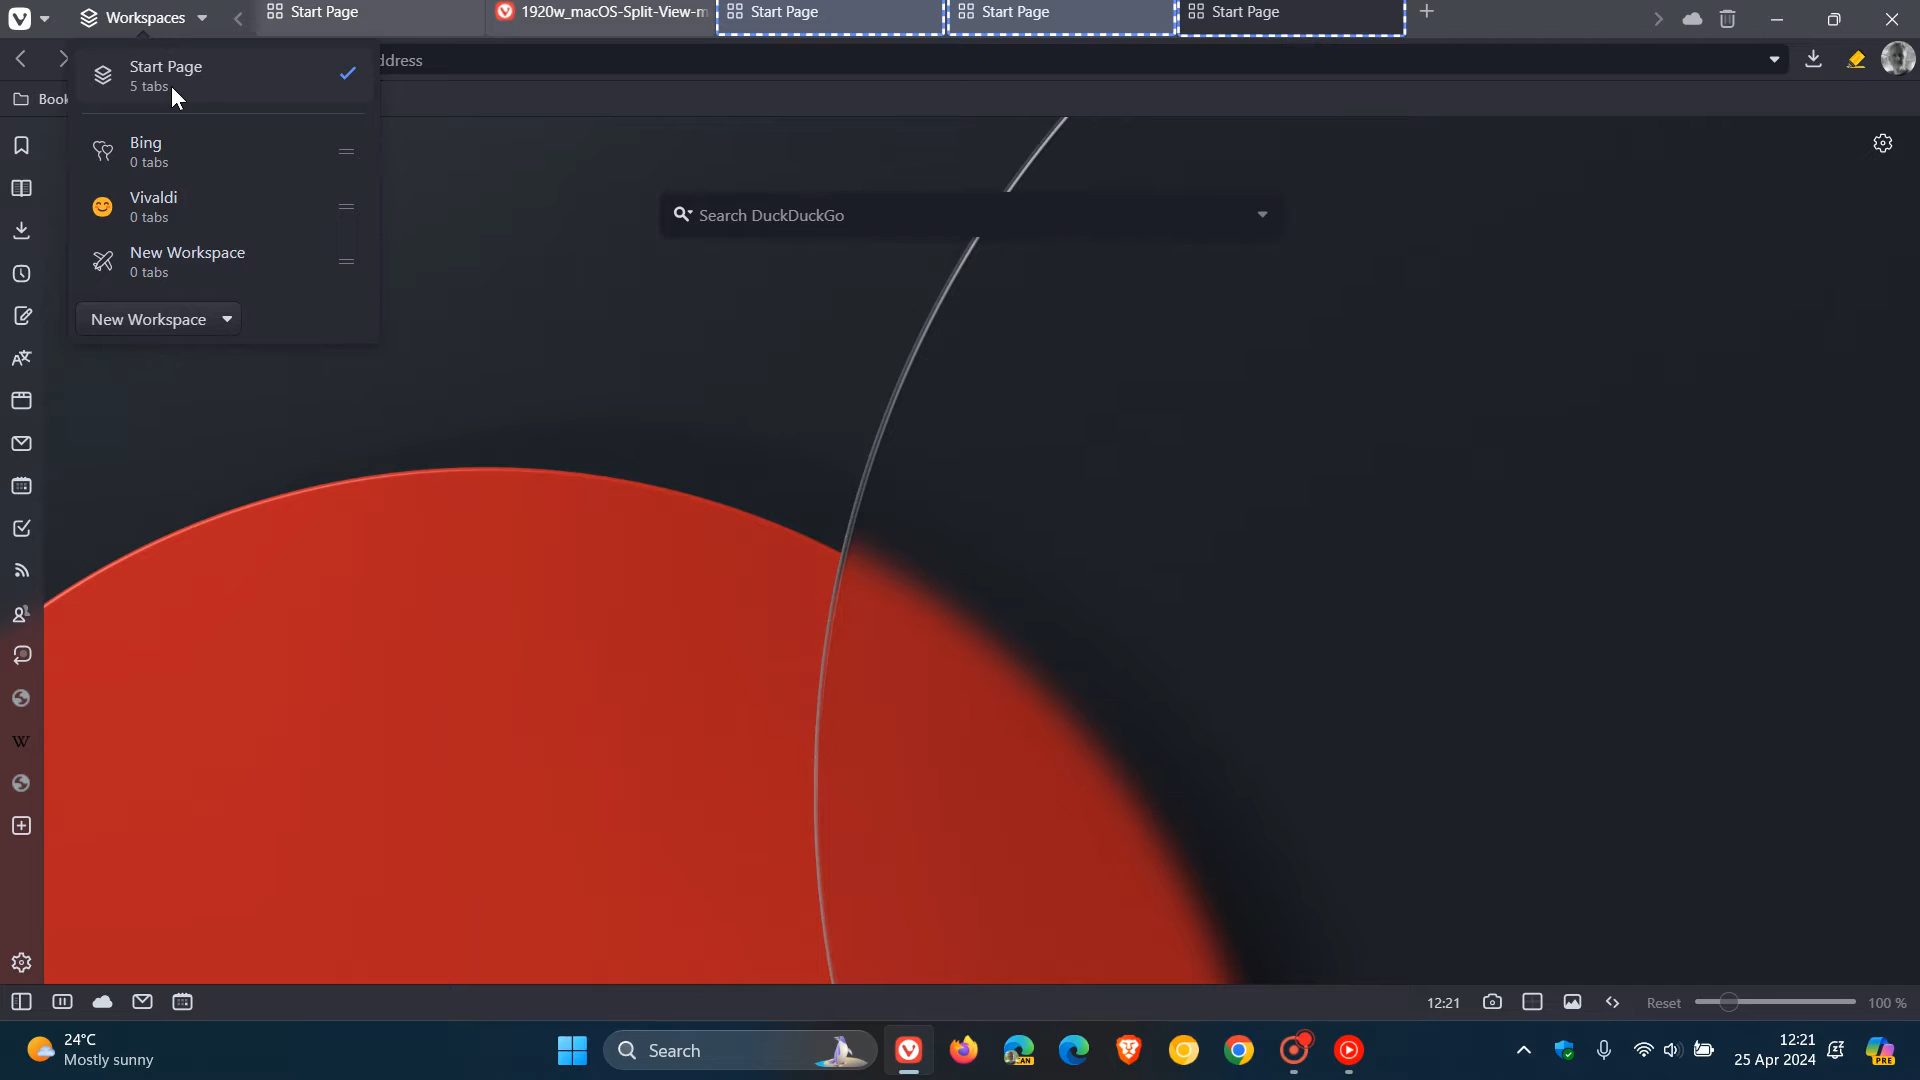 Workspaces
Start Page
1920w_macOS-Split-View-m
Start Page
Start Page
Start Page
ddress
Book
Start Page
5 tabs
Bing
0 tabs
Vivaldi
0 tabs
New Workspace
0 tabs
New Workspace
Search DuckDuckGo
W
12:21
Reset
100 %
24°C
Mostly sunny
Search
CAN
12:21
25 Apr 2024
PRE